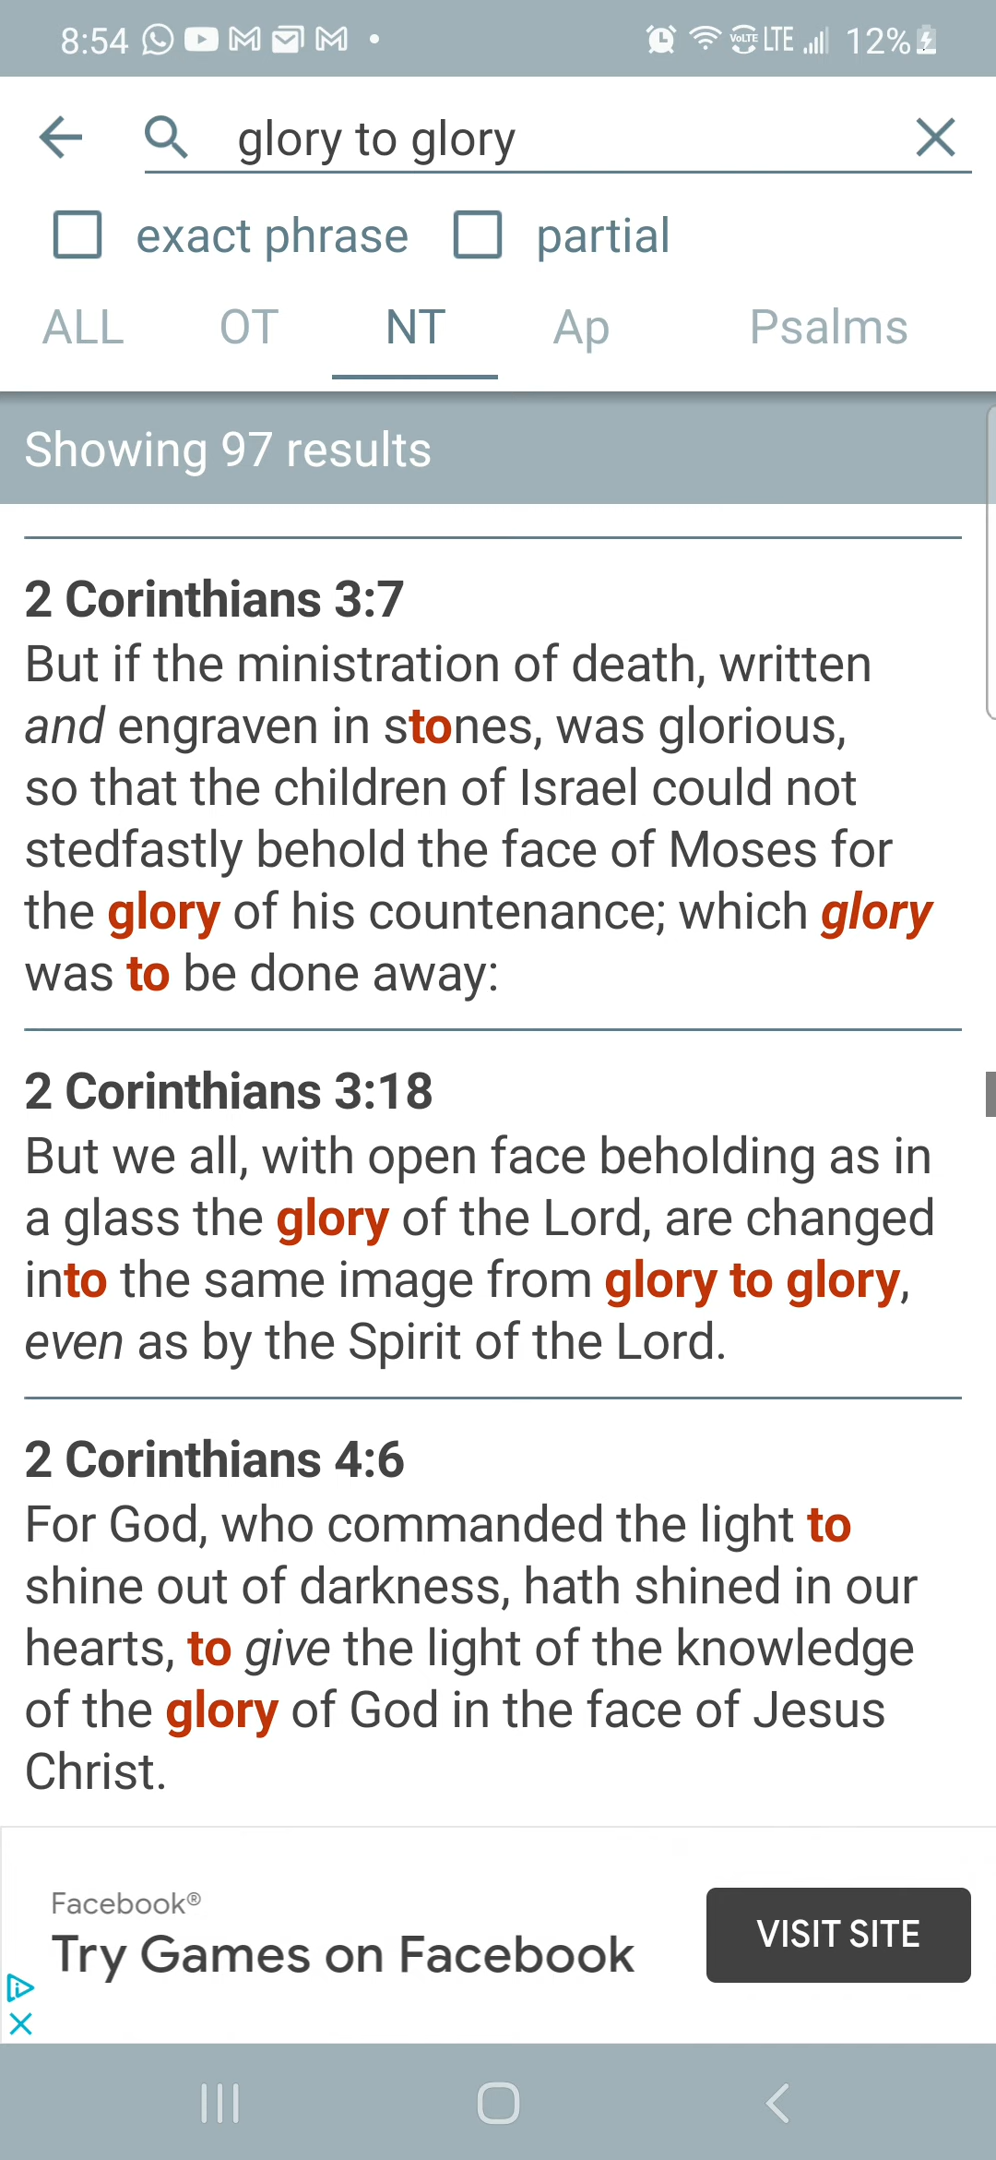 8:54
VoLTE LTE 12%
glory to glory
exact phrase partial
ALL OT NT Ap Psalms
Showing 97 results
2 Corinthians 3:7
But if the ministration of death, written
and engraven in stones, was glorious,
so that the children of Israel could not
stedfastly behold the face of Moses for
the glory of his countenance; which glory
was to be done away:
2 Corinthians 3:18
But we all, with open face beholding as in
a glass the glory of the Lord, are changed
into the same image from glory to glory,
even as by the Spirit of the Lord.
2 Corinthians 4:6
For God, who commanded the light to
shine out of darkness, hath shined in our
hearts, to give the light of the knowledge
of the glory of God in the face of Jesus
Christ.
Facebook®
Try Games on Facebook
VISIT SITE